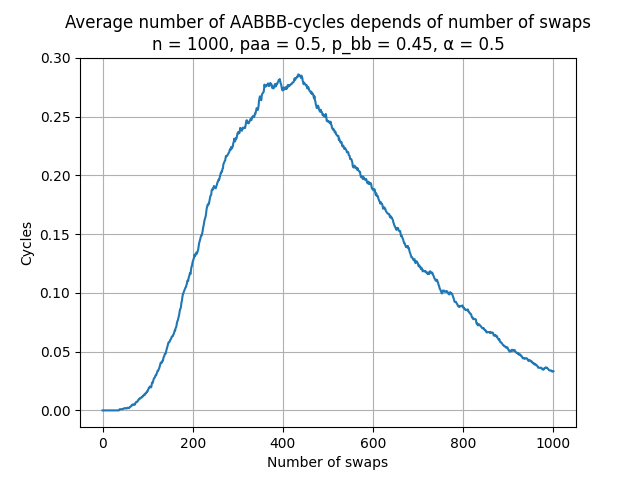 Average number of AABBB-cycles depends of number of swaps
n = 1000, paa = 0.5, p_bb = 0.45, α = 0.5
0.30
0.25
0.20
0.15
0.10
0.05
0.00
Cycles
0 200 400 600 800 1000
Number of swaps